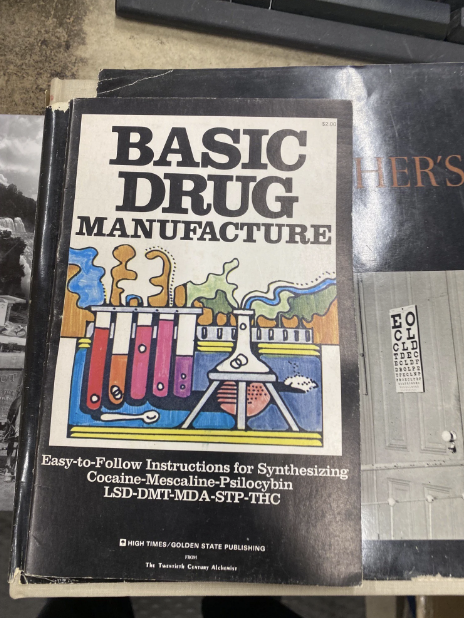 $2.00
BASIC
DRUG
MANUFACTURE
Easy-to-Follow Instructions for Synthesizing
Cocaine-Mescaline-Psilocybin
LSD-DMT-MDA-STP-THC
HIGH TIMES/GOLDEN STATE PUBLISHING
FROM
The Twentieth Century Alchemist
HER'S